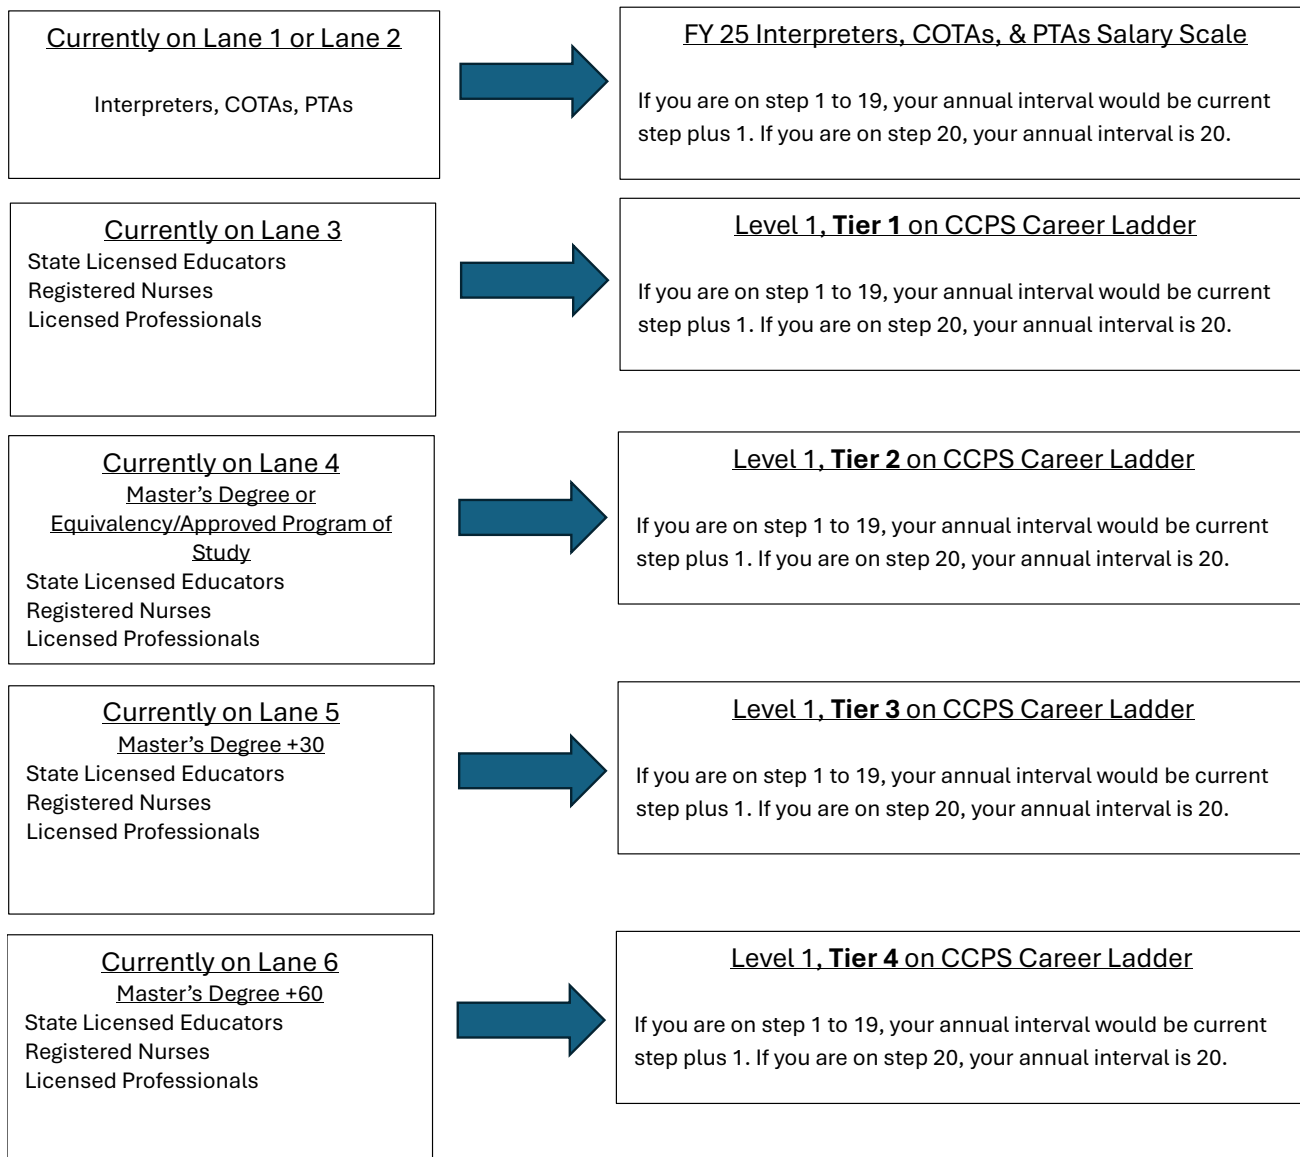 Currently on Lane 1 or Lane 2
Interpreters, COTAs, PTAs
FY 25 Interpreters, COTAs, & PTAs Salary Scale
If you are on step 1 to 19, your annual interval would be current
step plus 1. If you are on step 20, your annual interval is 20.
Currently on Lane 3
State Licensed Educators
Registered Nurses
Licensed Professionals
Level 1, Tier 1 on CCPS Career Ladder
If you are on step 1 to 19, your annual interval would be current
step plus 1. If you are on step 20, your annual interval is 20.
Currently on Lane 4
Master’s Degree or
Equivalency/Approved Program of
Study
State Licensed Educators
Registered Nurses
Licensed Professionals
Level 1, Tier 2 on CCPS Career Ladder
If you are on step 1 to 19, your annual interval would be current
step plus 1. If you are on step 20, your annual interval is 20.
Currently on Lane 5
Master’s Degree +30
State Licensed Educators
Registered Nurses
Licensed Professionals
Level 1, Tier 3 on CCPS Career Ladder
If you are on step 1 to 19, your annual interval would be current
step plus 1. If you are on step 20, your annual interval is 20.
Currently on Lane 6
Master’s Degree +60
State Licensed Educators
Registered Nurses
Licensed Professionals
Level 1, Tier 4 on CCPS Career Ladder
If you are on step 1 to 19, your annual interval would be current
step plus 1. If you are on step 20, your annual interval is 20.